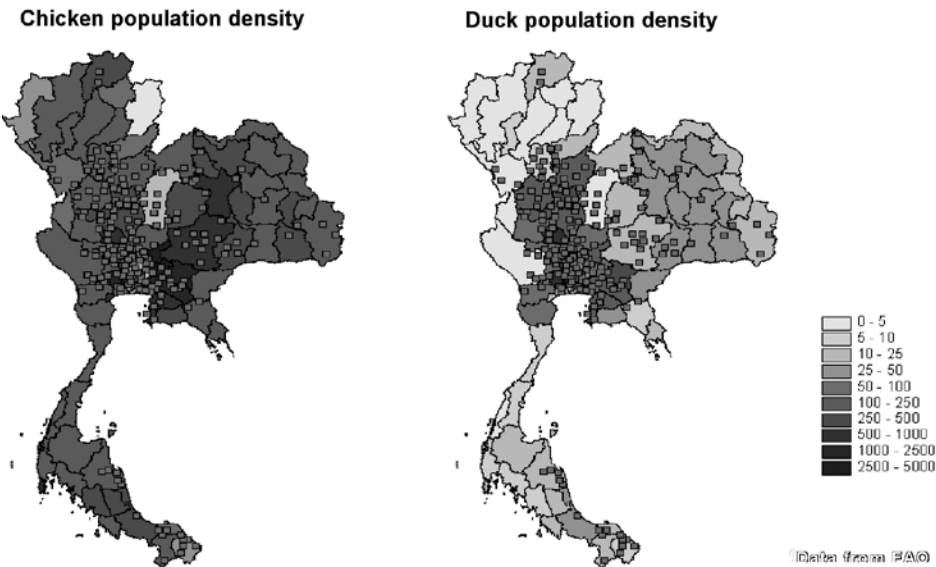 Chicken population density
Duck population density
0 - 5
5 - 10
10 - 25
25 - 50
50 - 100
100 - 250
250 - 500
500 - 1000
1000 - 2500
2500 - 5000
Data from FAO